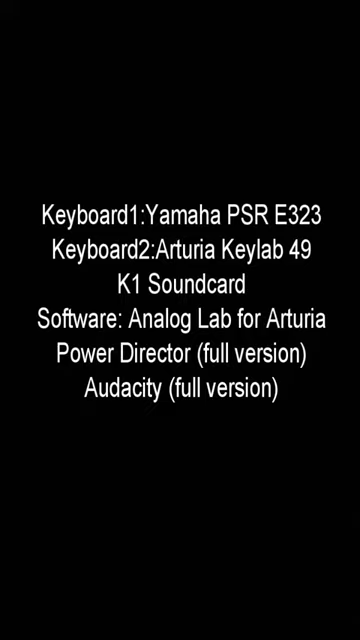 Keyboard1:Yamaha PSR E323
Keyboard2:Arturia Keylab 49
K1 Soundcard
Software: Analog Lab for Arturia
Power Director (full version)
Audacity (full version)